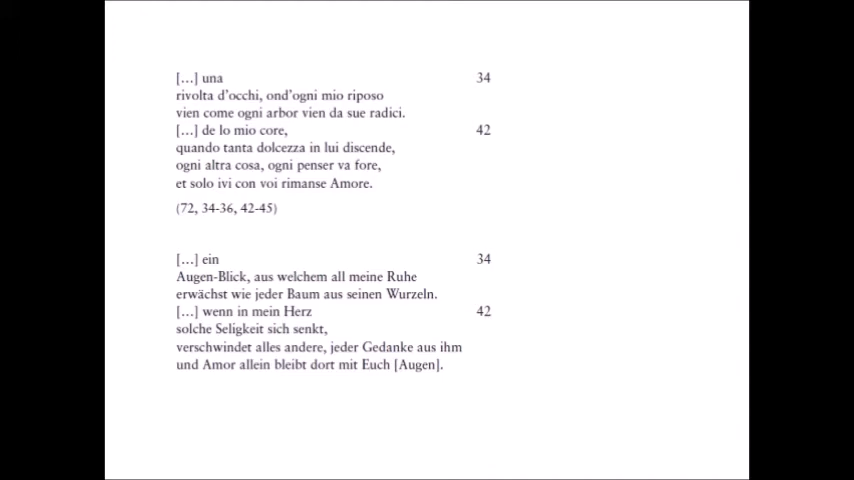 […] una 34
rivolta d'occhi, ond'ogni mio riposo
vien come ogni arbor vien da sue radici.
[…] de lo mio core, 42
quando tanta dolcezza in lui discende,
ogni altra cosa, ogni penser va fore,
et solo ivi con voi rimanse Amore.
(72, 34-36, 42-45)
[…] ein 34
Augen-Blick, aus welchem all meine Ruhe
erwächst wie jeder Baum aus seinen Wurzeln.
[…] wenn in mein Herz 42
solche Seligkeit sich senkt,
verschwindet alles andere, jeder Gedanke aus ihm
und Amor allein bleibt dort mit Euch [Augen].